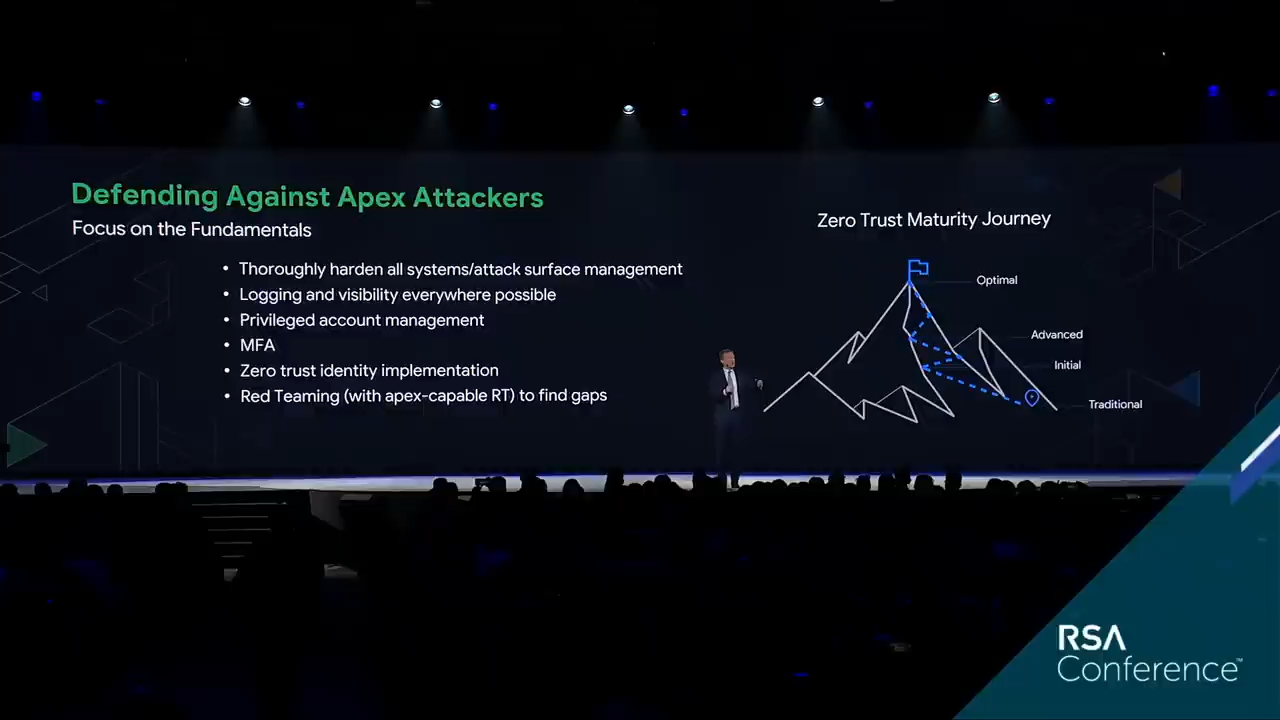 Defending Against Apex Attackers
Focus on the Fundamentals
• Thoroughly harden all systems/attack surface management
• Logging and visibility everywhere possible
• Privileged account management
• MFA
• Zero trust identity implementation
• Red Teaming (with apex-capable RT) to find gaps
Zero Trust Maturity Journey
Optimal
Advanced
Initial
Traditional
RSA
Conference™